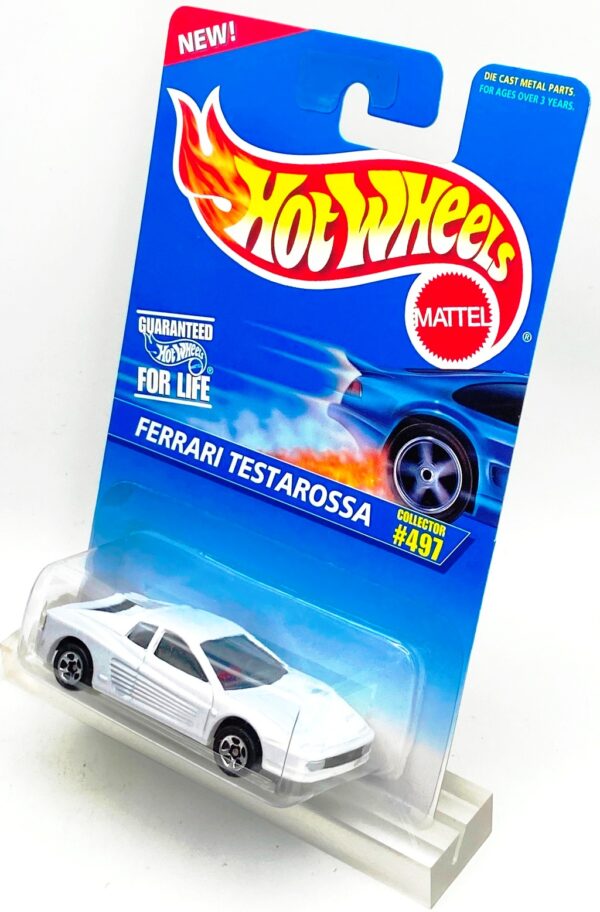 NEW!
DIE CAST METAL PARTS.
FOR AGES OVER 3 YEARS.
HOT WHEELS
MATTEL
®
GUARANTEED
HOT WHEELS ®
FOR LIFE
FERRARI TESTAROSSA
COLLECTOR
#497